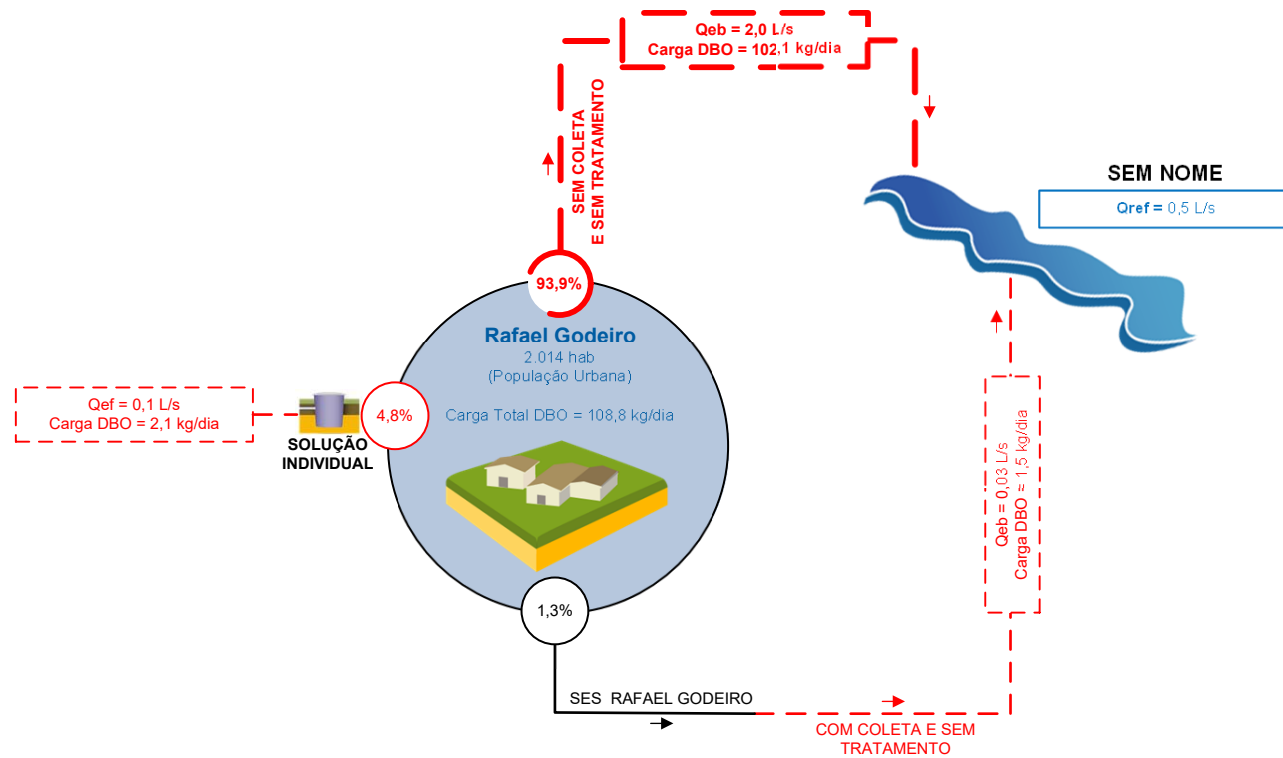 Qeb = 2,0 L/s
Carga DBO = 102,1 kg/dia
SEM COLETA
E SEM TRATAMENTO
SEM NOME
Qref = 0,5 L/s
93,9%
Rafael Godeiro
2.014 hab
(População Urbana)
Carga Total DBO = 108,8 kg/dia
Qef = 0,1 L/s
Carga DBO = 2,1 kg/dia
4,8%
SOLUÇÃO
INDIVIDUAL
Qeb = 0,03 L/s
Carga DBO = 1,5 kg/dia
1,3%
SES RAFAEL GODEIRO
COM COLETA E SEM
TRATAMENTO